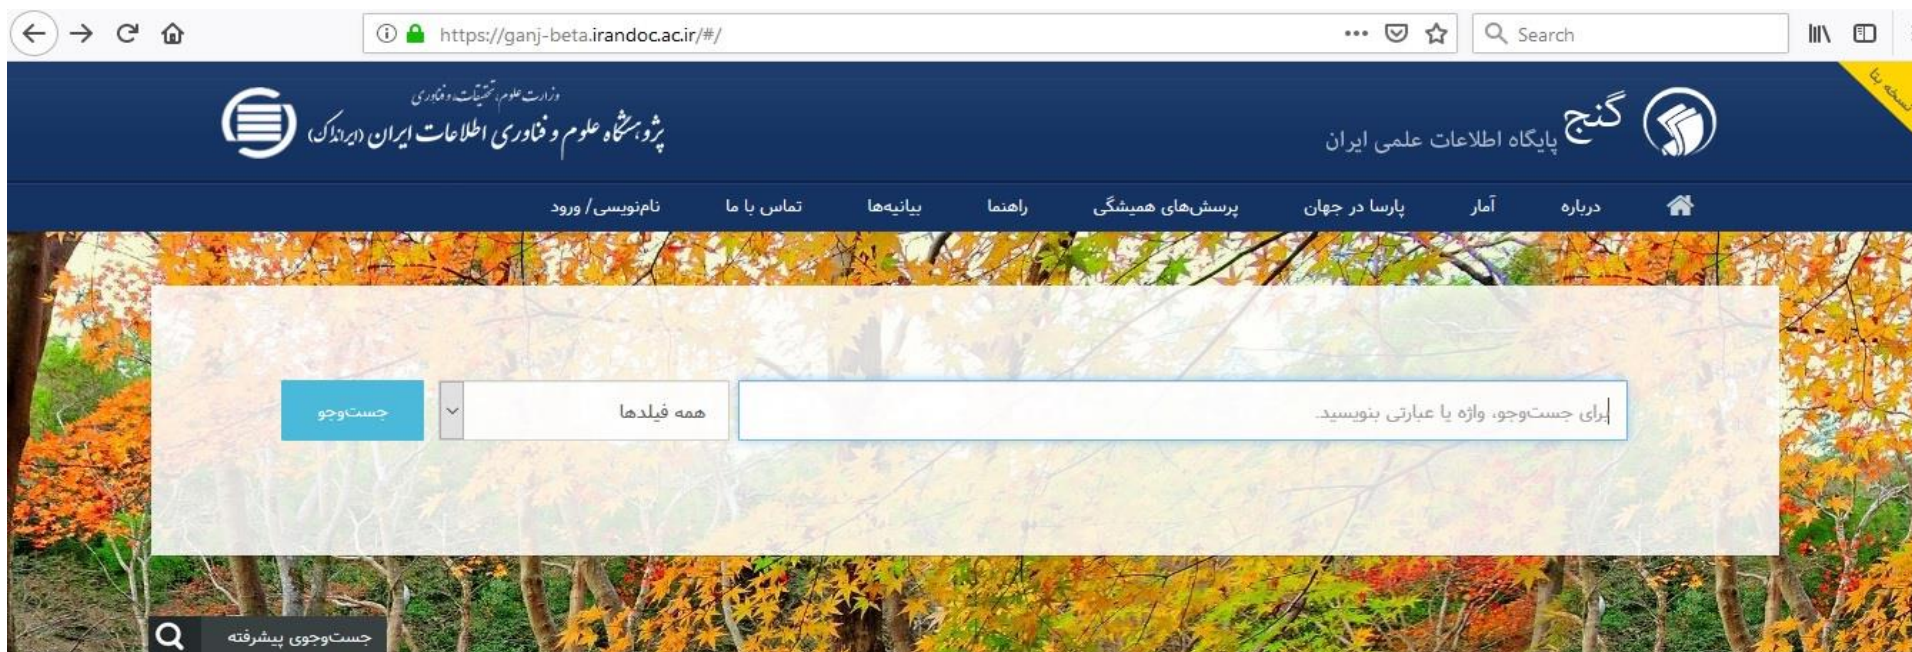 https://ganj-beta.irandoc.ac.ir/#/
Search
نسخه بتا
گنج
پایگاه اطلاعات علمی ایران
وزارت علوم، تحقیقات و فناوری
پژوهشگاه علوم و فناوری اطلاعات ایران (ایرانداک)
درباره
آمار
پارسا در جهان
پرسش‌های همیشگی
راهنما
بیانیه‌ها
تماس با ما
نام‌نویسی/ ورود
برای جست‌وجو، واژه یا عبارتی بنویسید.
همه فیلدها
جست‌وجو
جست‌وجوی پیشرفته